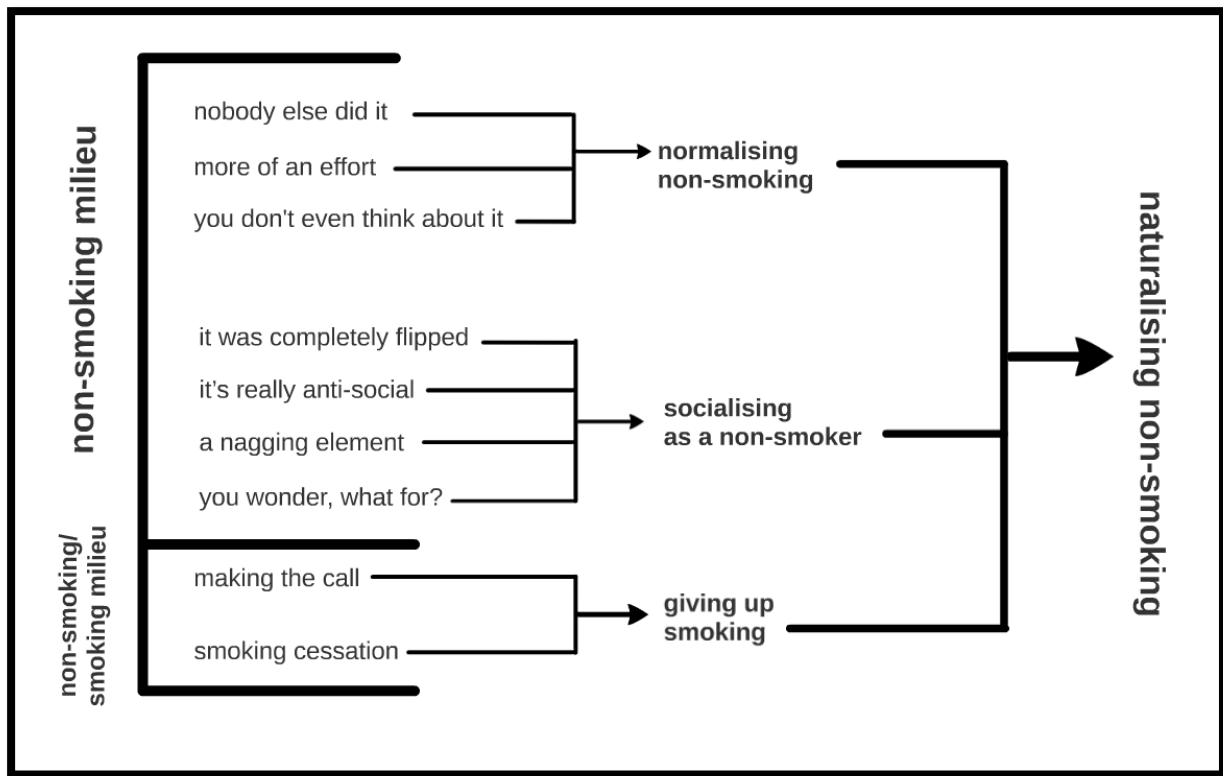 non-smoking milieu
nobody else did it
more of an effort
you don't even think about it
normalising
non-smoking
it was completely flipped
it’s really anti-social
a nagging element
you wonder, what for?
socialising
as a non-smoker
non-smoking/
smoking milieu
making the call
smoking cessation
giving up
smoking
naturalising non-smoking